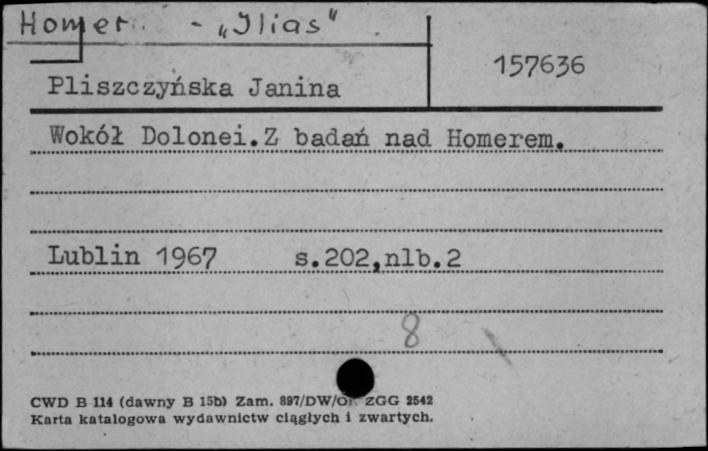 Homer - „Ilias"
157636
Pliszczyńska Janina
Wokół Dolonei.Z badań nad Homerem.
Lublin 1967 s.202,nlb.2
8
CWD B 114 (dawny B 15b) Zam. 897/DW/ ZGG 2542
Karta katalogowa wydawnictw ciągłych i zwartych.